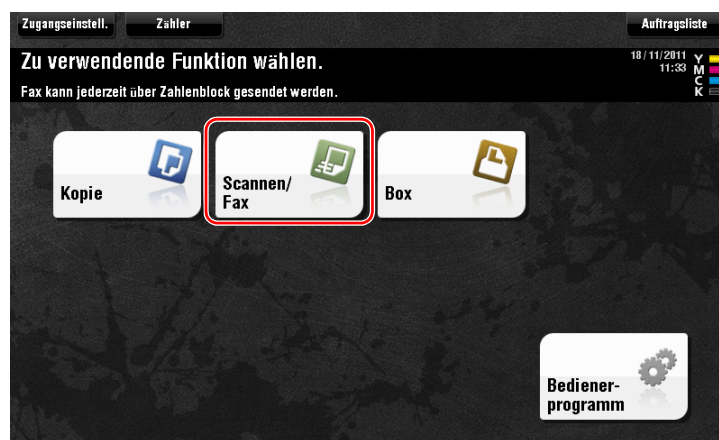 Zugangseinstell. Zähler Auftragsliste
Zu verwendende Funktion wählen.
Fax kann jederzeit über Zahlenblock gesendet werden.
18/11/2011
11:33
Y
M
C
K
Kopie
Scannen/
Fax
Box
Bediener-
programm